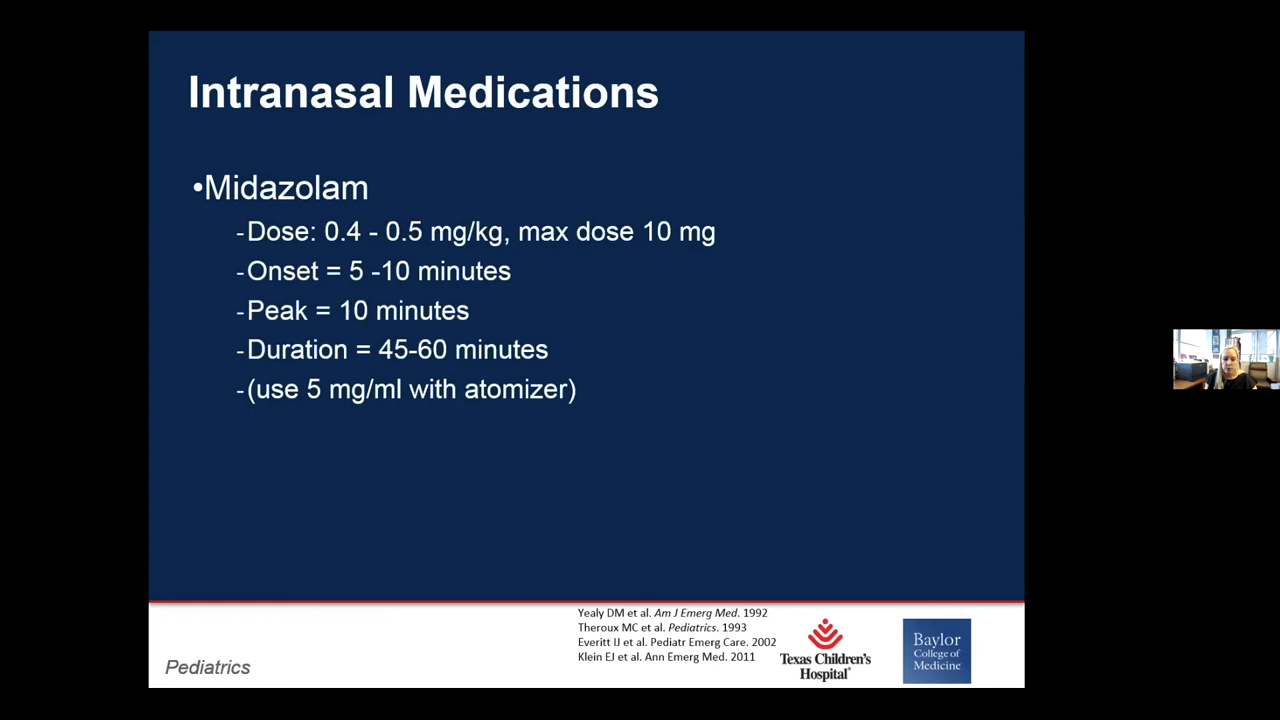 Intranasal Medications
•Midazolam
-Dose: 0.4 - 0.5 mg/kg, max dose 10 mg
-Onset = 5 -10 minutes
-Peak = 10 minutes
-Duration = 45-60 minutes
-(use 5 mg/ml with atomizer)
Yealy DM et al. Am J Emerg Med. 1992
Theroux MC et al. Pediatrics. 1993
Everitt IJ et al. Pediatr Emerg Care. 2002
Klein EJ et al. Ann Emerg Med. 2011
Pediatrics
Texas Children's
Hospital®
Baylor
College of
Medicine